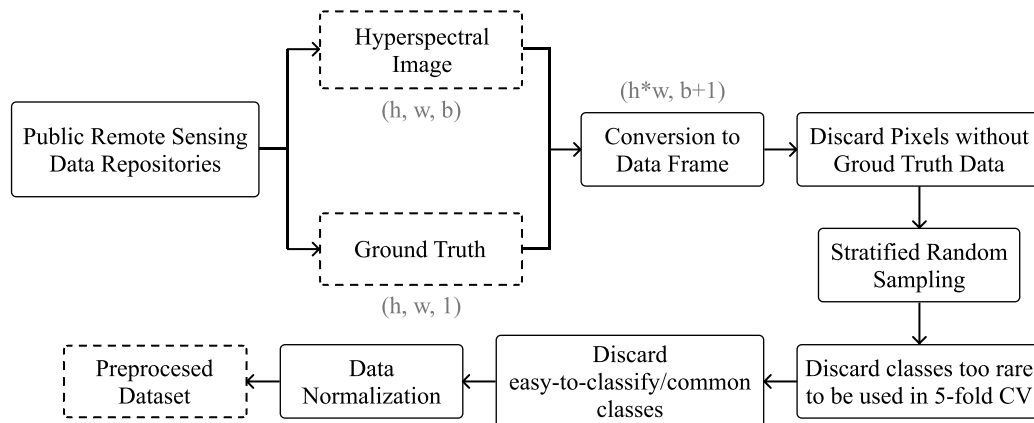 Public Remote Sensing
Data Repositories
Hyperspectral
Image
(h, w, b)
Ground Truth
(h, w, 1)
(h*w, b+1)
Conversion to
Data Frame
Discard Pixels without
Groud Truth Data
Stratified Random
Sampling
Discard classes too rare
to be used in 5-fold CV
Discard
easy-to-classify/common
classes
Data
Normalization
Preprocesed
Dataset